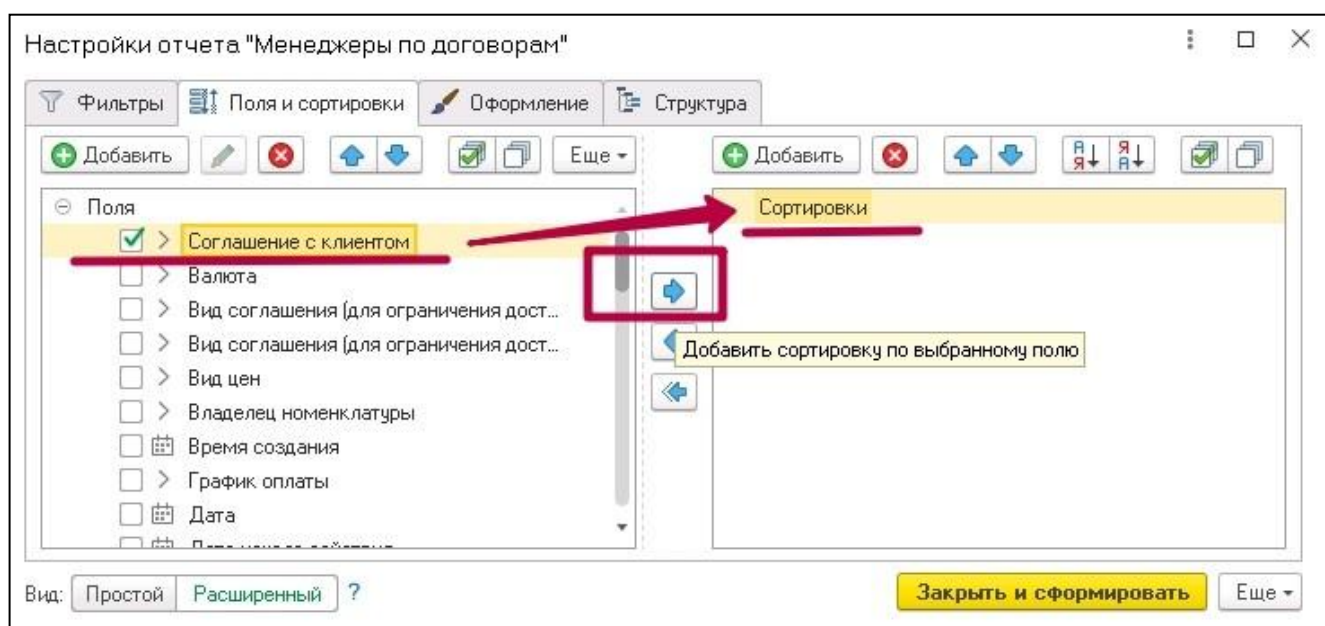 Настройки отчета "Менеджеры по договорам"
Фильтры Поля и сортировки Оформление Структура
Добавить Еще Добавить А Я Я А
Поля Сортировки
Соглашение с клиентом
Валюта
Вид соглашения (для ограничения дост...
Вид соглашения (для ограничения дост...
Добавить сортировку по выбранному полю
Вид цен
Владелец номенклатуры
Время создания
График оплаты
Дата
Вид: Простой Расширенный ? Закрыть и сформировать Еще